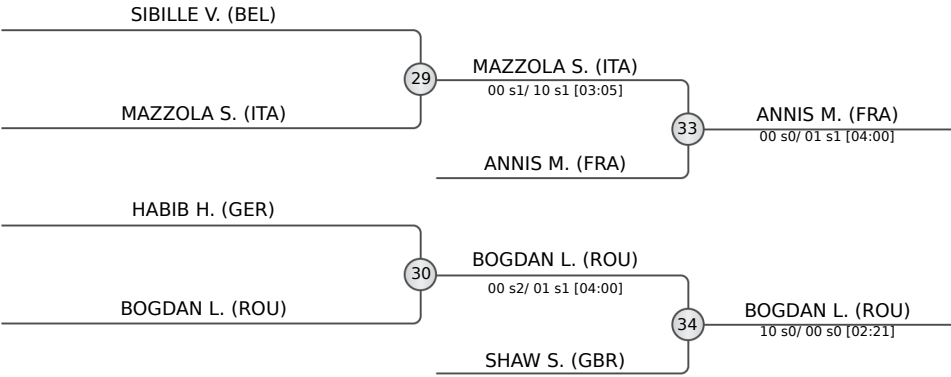 SIBILLE V. (BEL)
29
MAZZOLA S. (ITA)
MAZZOLA S. (ITA)
00 s1/ 10 s1 [03:05]
33
ANNIS M. (FRA)
ANNIS M. (FRA)
00 s0/ 01 s1 [04:00]
HABIB H. (GER)
30
BOGDAN L. (ROU)
BOGDAN L. (ROU)
00 s2/ 01 s1 [04:00]
34
SHAW S. (GBR)
BOGDAN L. (ROU)
10 s0/ 00 s0 [02:21]